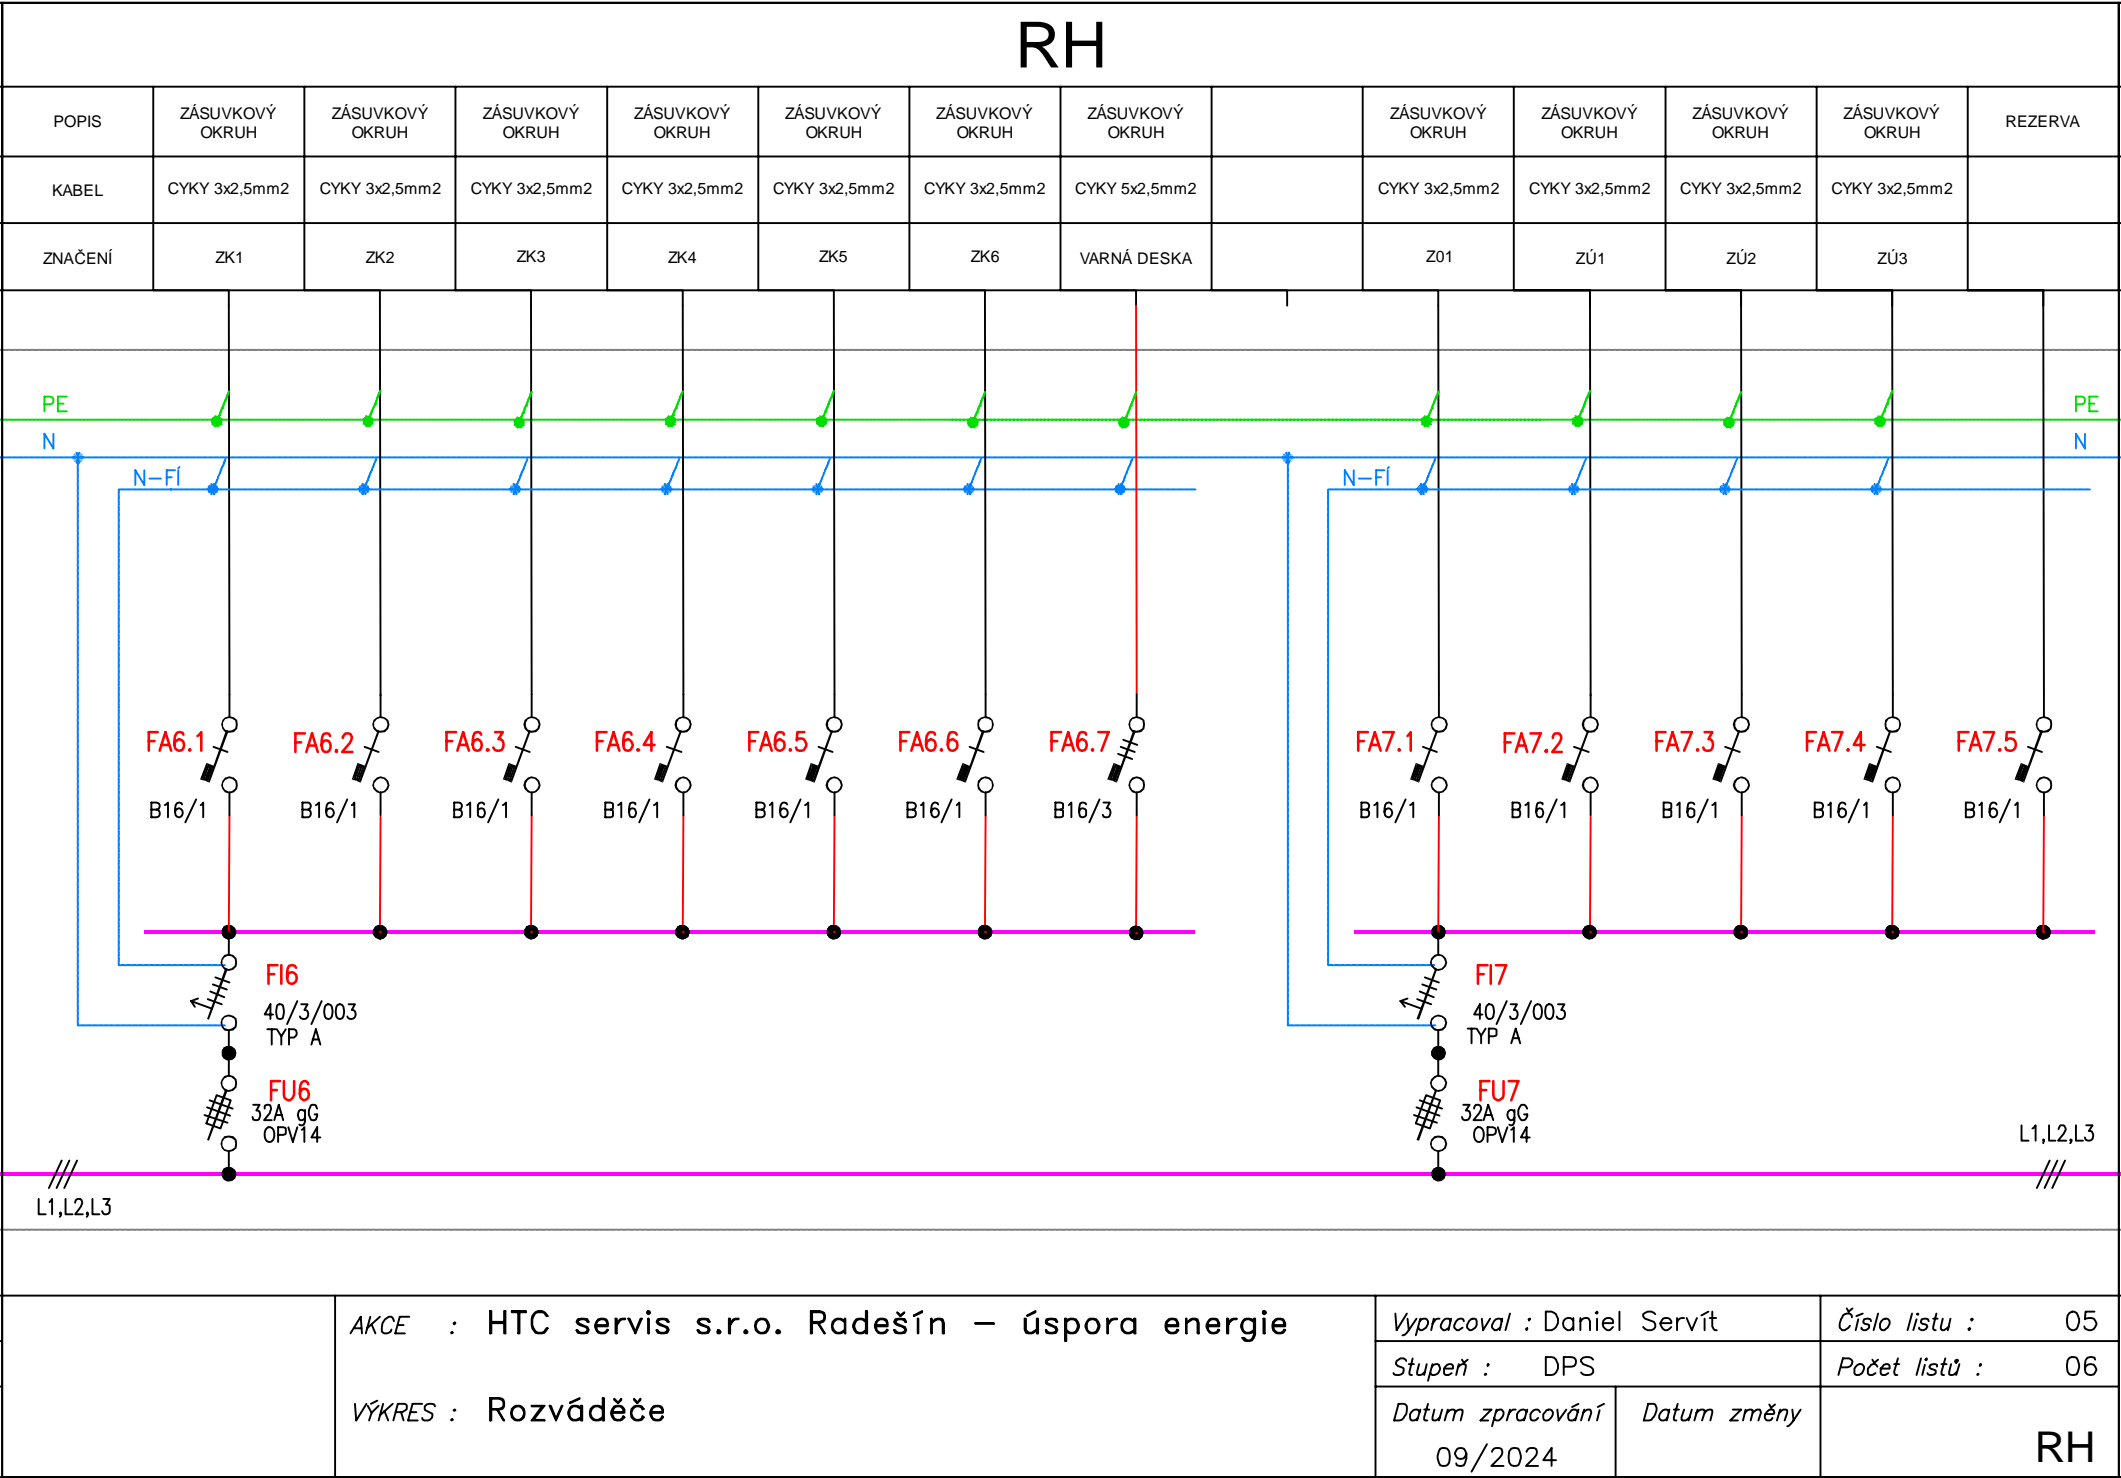 RH
POPIS
ZÁSUVKOVÝ
OKRUH
ZÁSUVKOVÝ
OKRUH
ZÁSUVKOVÝ
OKRUH
ZÁSUVKOVÝ
OKRUH
ZÁSUVKOVÝ
OKRUH
ZÁSUVKOVÝ
OKRUH
ZÁSUVKOVÝ
OKRUH
ZÁSUVKOVÝ
OKRUH
ZÁSUVKOVÝ
OKRUH
ZÁSUVKOVÝ
OKRUH
ZÁSUVKOVÝ
OKRUH
REZERVA
KABEL CYKY 3x2,5mm2 CYKY 3x2,5mm2 CYKY 3x2,5mm2 CYKY 3x2,5mm2 CYKY 3x2,5mm2 CYKY 3x2,5mm2 CYKY 5x2,5mm2 CYKY 3x2,5mm2 CYKY 3x2,5mm2 CYKY 3x2,5mm2 CYKY 3x2,5mm2
ZNAČENÍ ZK1 ZK2 ZK3 ZK4 ZK5 ZK6 VARNÁ DESKA Z01 ZÚ1 ZÚ2 ZÚ3
PE PE
N N
N-FÍ N-FÍ
FA6.1 FA6.2 FA6.3 FA6.4 FA6.5 FA6.6 FA6.7 FA7.1 FA7.2 FA7.3 FA7.4 FA7.5
B16/1 B16/1 B16/1 B16/1 B16/1 B16/1 B16/3 B16/1 B16/1 B16/1 B16/1 B16/1
FI6
40/3/003
TYP A
FU6
32A gG
OPV14
FI7
40/3/003
TYP A
FU7
32A gG
OPV14
L1,L2,L3
L1,L2,L3
AKCE : HTC servis s.r.o. Radešín – úspora energie
VÝKRES : Rozváděče
Vypracoval : Daniel Servít
Číslo listu : 05
Stupeň : DPS
Počet listů : 06
Datum zpracování
09/2024
Datum změny
RH